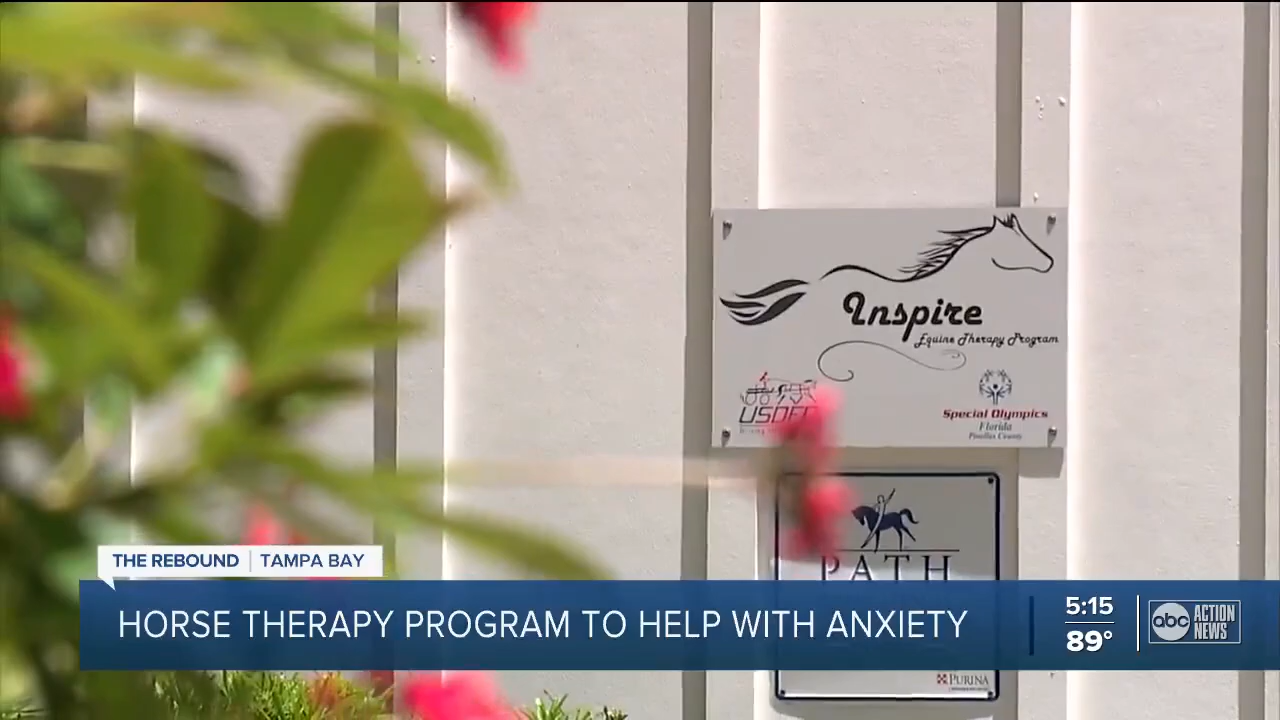 Inspire
Equine Therapy Program
Special Olympics
Florida
Pinellas County
PATH
THE REBOUND TAMPA BAY
HORSE THERAPY PROGRAM TO HELP WITH ANXIETY
5:15
89°
abc ACTION NEWS
PURINA